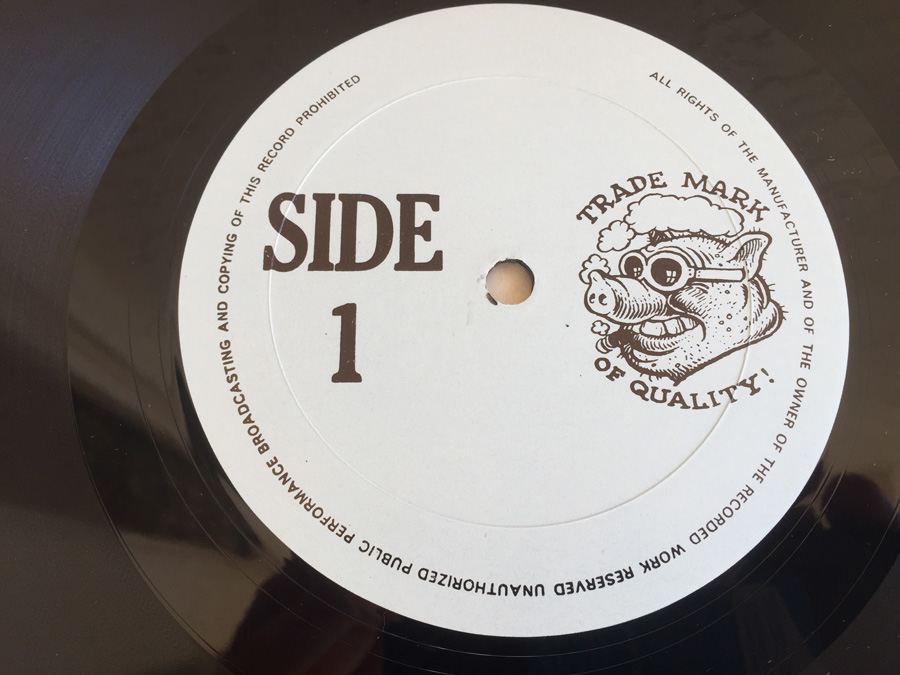 SIDE
1
TRADE MARK
OF QUALITY!
ALL RIGHTS OF THE MANUFACTURER AND OF THE OWNER OF THE RECORDED WORK RESERVED UNAUTHORIZED PUBLIC PERFORMANCE BROADCASTING AND COPYING OF THIS RECORD PROHIBITED